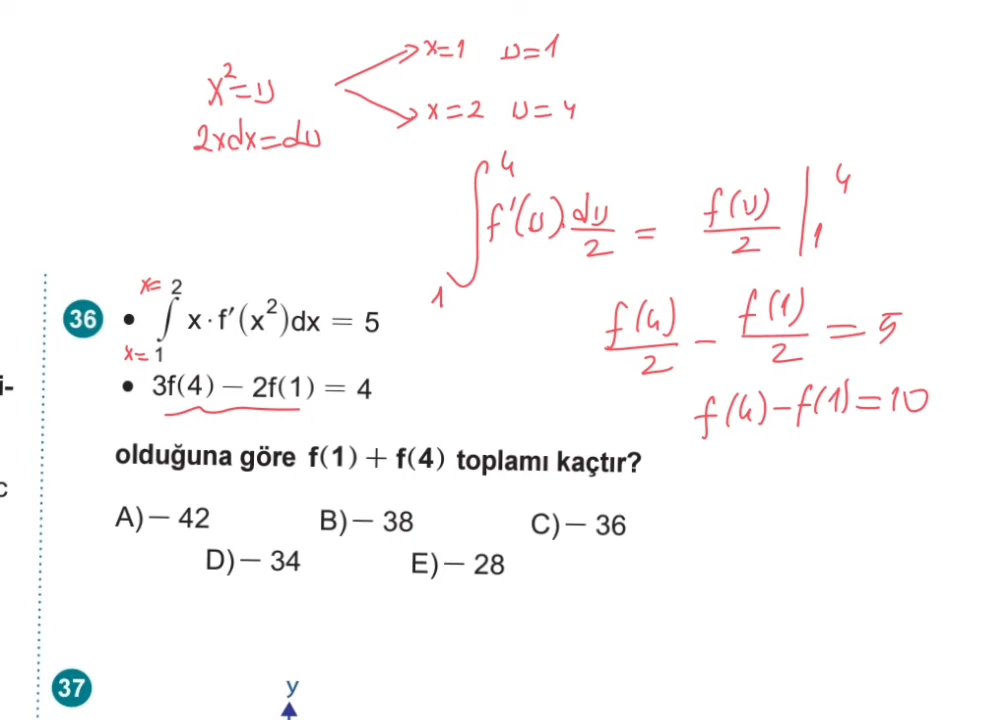 x²=u
2xdx=du
x=1 u=1
x=2 u=4
∫₁⁴ f'(u).du/2 = f(u)/2 |₁⁴
f(4)/2 − f(1)/2 = 5
f(4)−f(1)=10
x= 2
36 • ∫ x · f′(x²)dx = 5
x= 1
• 3f(4) − 2f(1) = 4
olduğuna göre f(1) + f(4) toplamı kaçtır?
A) − 42 B) − 38 C) − 36
D) − 34 E) − 28
i-
c
37
y